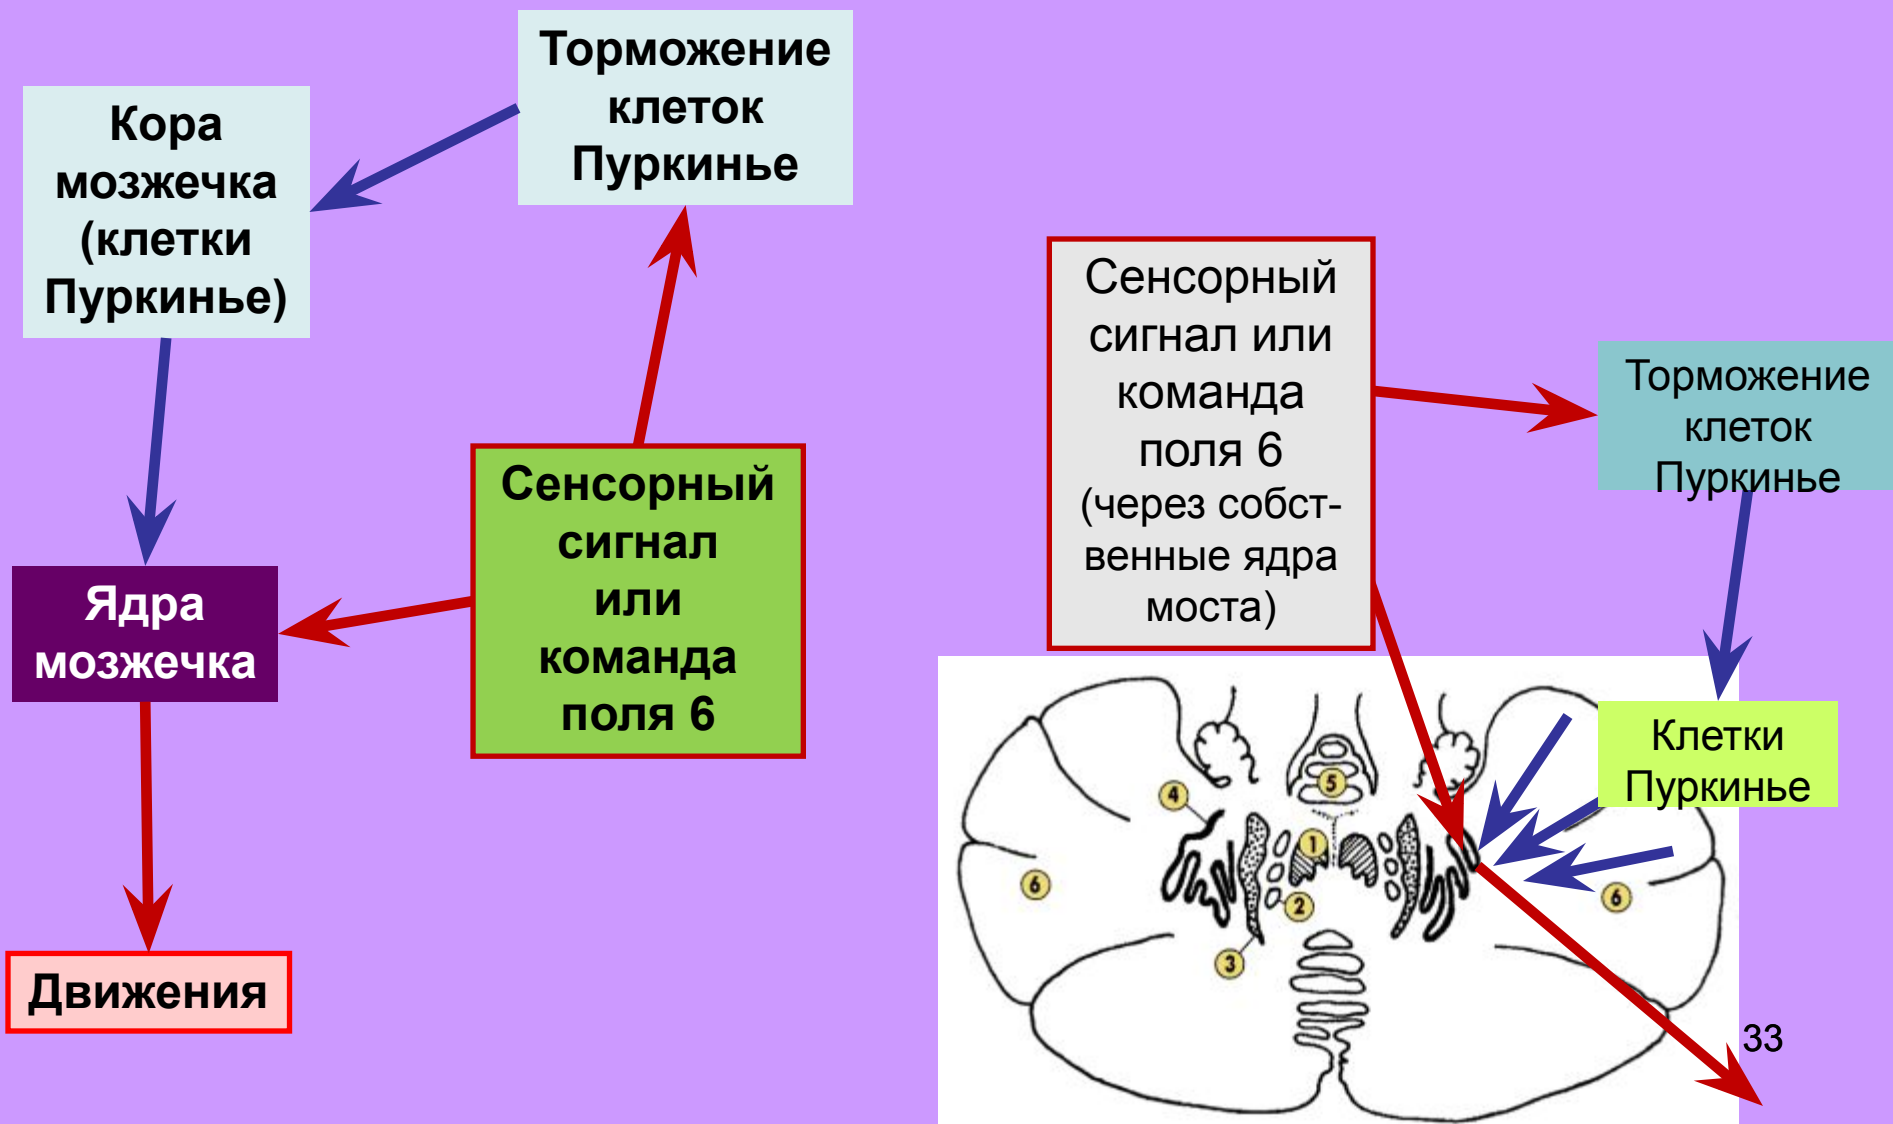 Торможение
клеток
Пуркинье
Кора
мозжечка
(клетки
Пуркинье)
Сенсорный
сигнал
или
команда
поля 6
Ядра
мозжечка
Движения
Сенсорный
сигнал или
команда
поля 6
(через собст-
венные ядра
моста)
Торможение
клеток
Пуркинье
Клетки
Пуркинье
5
4
1
6
2
6
3
33